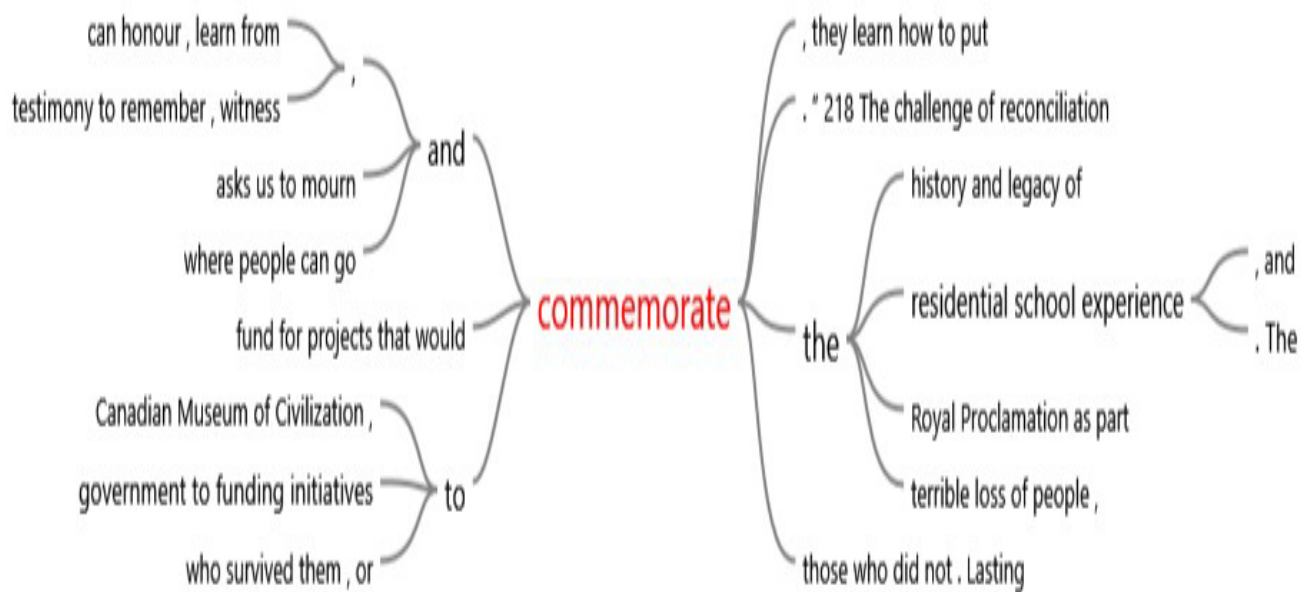 can honour , learn from
testimony to remember , witness
,
asks us to mourn
and
where people can go
fund for projects that would
Canadian Museum of Civilization ,
government to funding initiatives
to
who survived them , or
commemorate
, they learn how to put
. " 218 The challenge of reconciliation
the
history and legacy of
residential school experience
, and
. The
Royal Proclamation as part
terrible loss of people ,
those who did not . Lasting